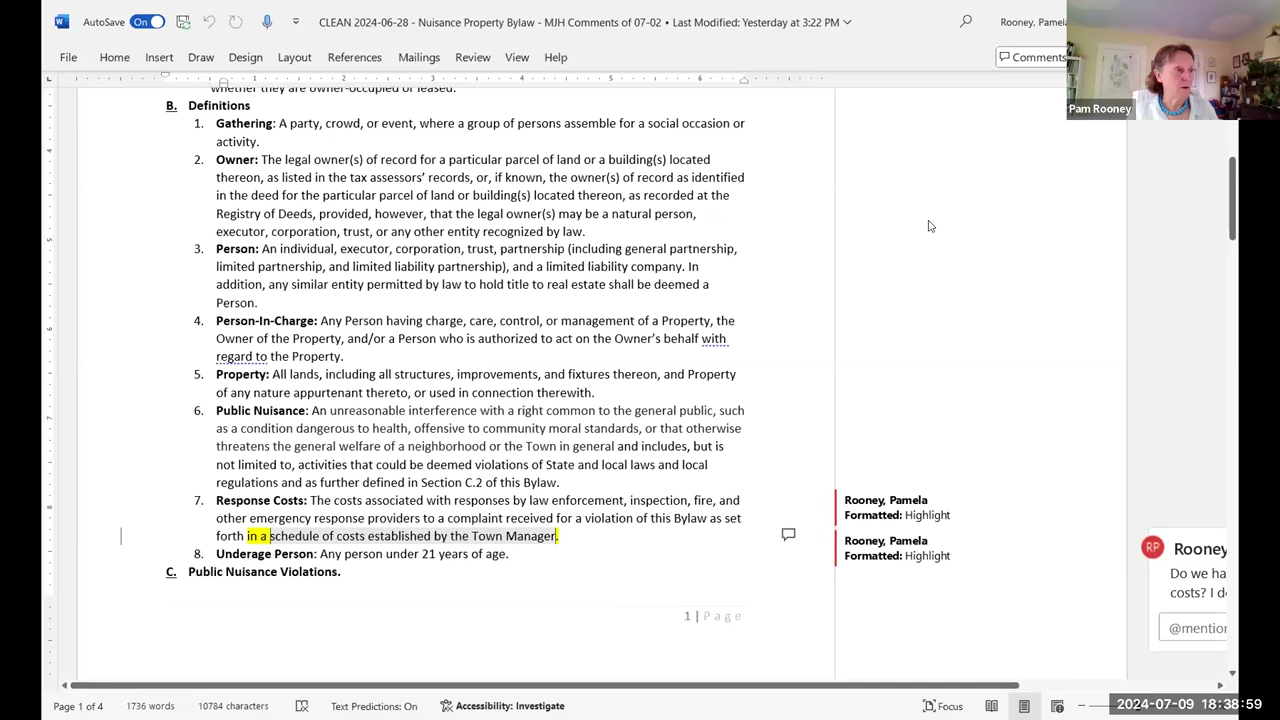 AutoSave On CLEAN 2024-06-28 - Nuisance Property Bylaw - MJH Comments of 07-02 • Last Modified: Yesterday at 3:22 PM Rooney, Pamela
File Home Insert Draw Design Layout References Mailings Review View Help Comments
Pam Rooney
whether they are owner-occupied or leased.
B. Definitions
1. Gathering: A party, crowd, or event, where a group of persons assemble for a social occasion or
activity.
2. Owner: The legal owner(s) of record for a particular parcel of land or a building(s) located
thereon, as listed in the tax assessors' records, or, if known, the owner(s) of record as identified
in the deed for the particular parcel of land or building(s) located thereon, as recorded at the
Registry of Deeds, provided, however, that the legal owner(s) may be a natural person,
executor, corporation, trust, or any other entity recognized by law.
3. Person: An individual, executor, corporation, trust, partnership (including general partnership,
limited partnership, and limited liability partnership), and a limited liability company. In
addition, any similar entity permitted by law to hold title to real estate shall be deemed a
Person.
4. Person-In-Charge: Any Person having charge, care, control, or management of a Property, the
Owner of the Property, and/or a Person who is authorized to act on the Owner's behalf with
regard to the Property.
5. Property: All lands, including all structures, improvements, and fixtures thereon, and Property
of any nature appurtenant thereto, or used in connection therewith.
6. Public Nuisance: An unreasonable interference with a right common to the general public, such
as a condition dangerous to health, offensive to community moral standards, or that otherwise
threatens the general welfare of a neighborhood or the Town in general and includes, but is
not limited to, activities that could be deemed violations of State and local laws and local
regulations and as further defined in Section C.2 of this Bylaw.
7. Response Costs: The costs associated with responses by law enforcement, inspection, fire, and
other emergency response providers to a complaint received for a violation of this Bylaw as set
forth in a schedule of costs established by the Town Manager.
8. Underage Person: Any person under 21 years of age.
C. Public Nuisance Violations.
1 | Page
Rooney, Pamela
Formatted: Highlight
Rooney, Pamela
Formatted: Highlight
RP Rooney
Do we ha
costs? I d
@mention
Page 1 of 4 1736 words 10784 characters Text Predictions: On Accessibility: Investigate Focus
2024-07-09 18:38:59